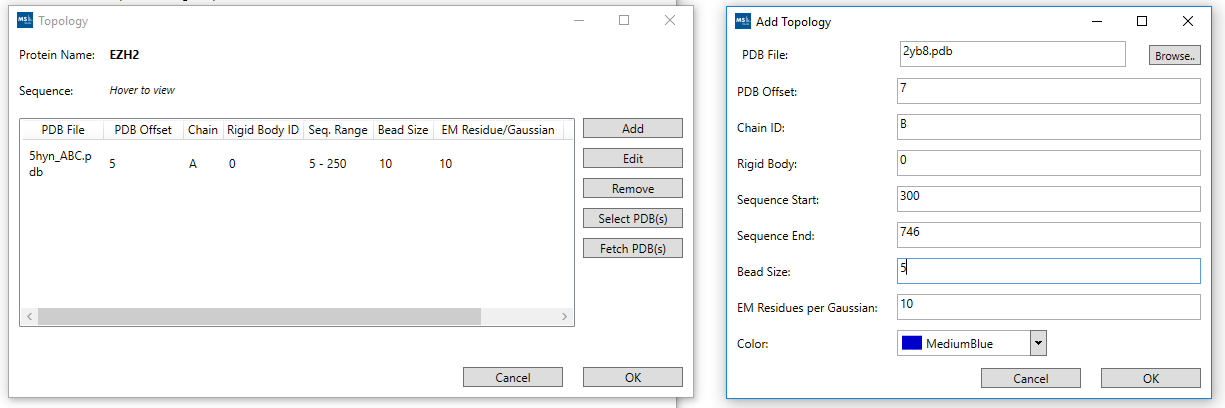 Topology
Protein Name: EZH2
Sequence: Hover to view
PDB File PDB Offset Chain Rigid Body ID Seq. Range Bead Size EM Residue/Gaussian
5hyn_ABC.p
db 5 A 0 5 - 250 10 10
Add
Edit
Remove
Select PDB(s)
Fetch PDB(s)
Cancel OK
Add Topology
PDB File: 2yb8.pdb Browse..
PDB Offset: 7
Chain ID: B
Rigid Body: 0
Sequence Start: 300
Sequence End: 746
Bead Size: 5
EM Residues per Gaussian: 10
Color: MediumBlue
Cancel OK